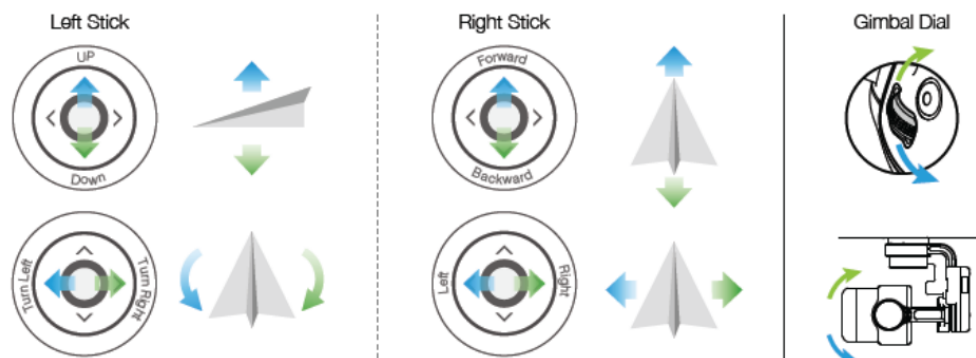 Left Stick
Right Stick
Gimbal Dial
UP
Down
Forward
Backward
Turn Left
Turn Right
Left
Right